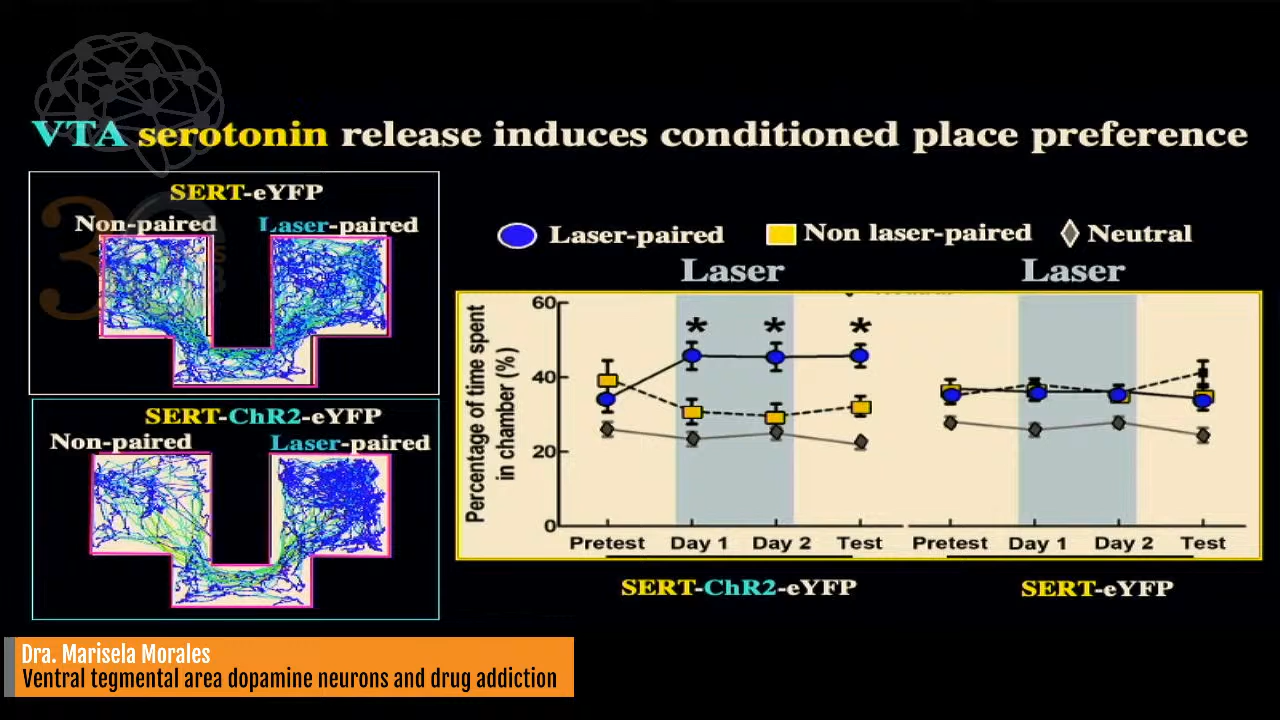 VTA serotonin release induces conditioned place preference
SERT-eYFP
Non-paired Laser-paired
SERT-ChR2-eYFP
Non-paired Laser-paired
Laser-paired Non laser-paired Neutral
Laser Laser
Percentage of time spent
in chamber (%)
60
40
20
0
* * *
Pretest Day 1 Day 2 Test Pretest Day 1 Day 2 Test
SERT-ChR2-eYFP SERT-eYFP
Dra. Marisela Morales
Ventral tegmental area dopamine neurons and drug addiction